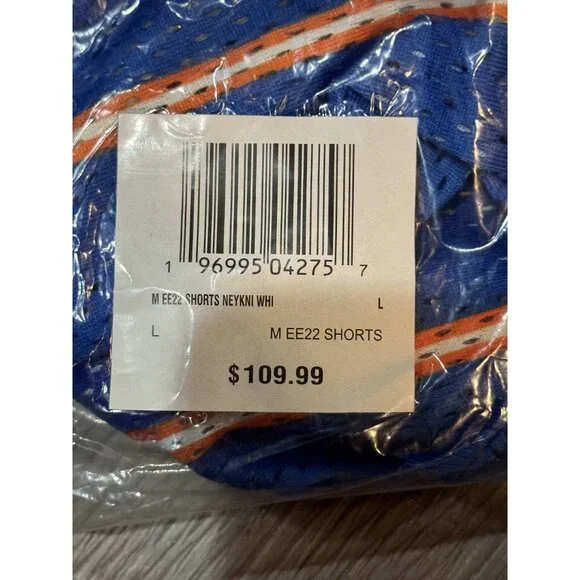 1 96995 04275 7
M EE22 SHORTS NEYKNI WHI L
L M EE22 SHORTS
$109.99